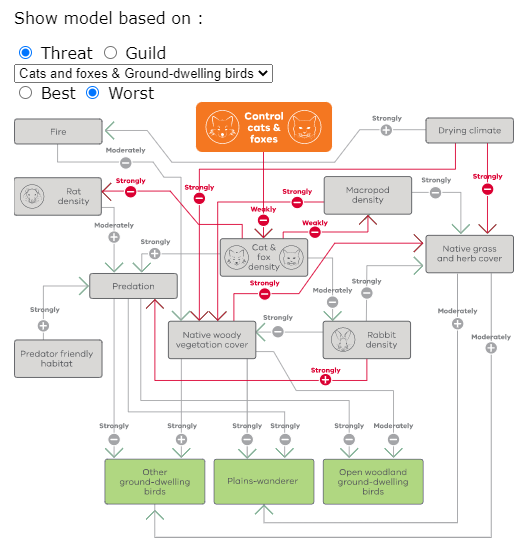 Show model based on :
Threat Guild
Cats and foxes & Ground-dwelling birds
Best Worst
Control
cats &
foxes
Strongly
Fire
Drying climate
Moderately
Rat
density
Strongly
Strongly
Strongly
Macropod
density
Strongly
Strongly
Weakly
Weakly
Moderately
Strongly
Cat &
fox
density
Native grass
and herb cover
Predation
Strongly
Moderately
Strongly
Strongly
Strongly
Moderately
Moderately
Predator friendly
habitat
Native woody
vegetation cover
Rabbit
density
Strongly
Strongly
Strongly
Strongly
Strongly
Strongly
Moderately
Other
ground-dwelling
birds
Plains-wanderer
Open woodland
ground-dwelling
birds